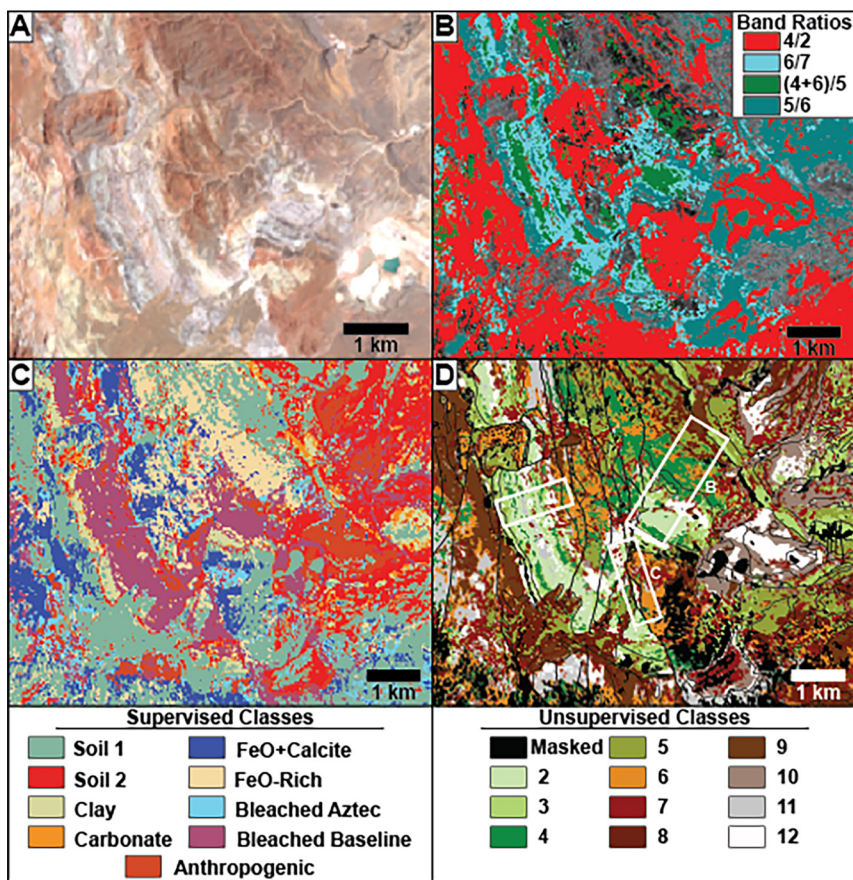 A
B
Band Ratios
4/2
6/7
(4+6)/5
5/6
1 km
1 km
C
D
B
C
1 km
1 km
Supervised Classes
Soil 1
FeO+Calcite
Soil 2
FeO-Rich
Clay
Bleached Aztec
Carbonate
Bleached Baseline
Anthropogenic
Unsupervised Classes
Masked
5
9
2
6
10
3
7
11
4
8
12